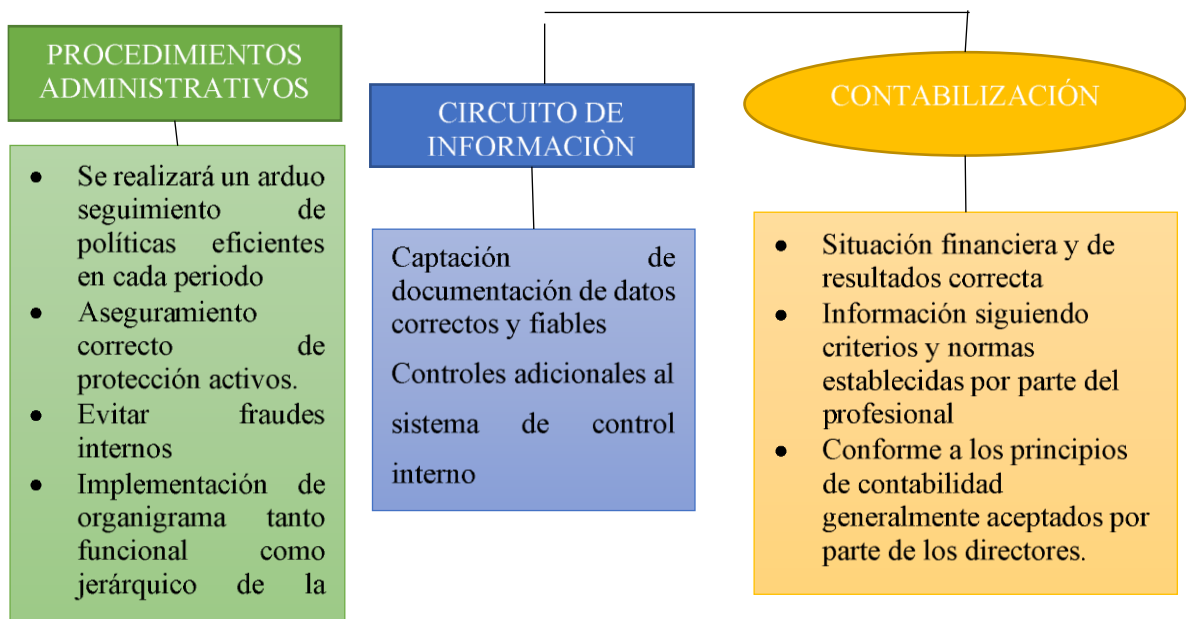 PROCEDIMIENTOS
ADMINISTRATIVOS
• Se realizará un arduo
seguimiento de
políticas eficientes
en cada periodo
• Aseguramiento
correcto de
protección activos.
• Evitar fraudes
internos
• Implementación de
organigrama tanto
funcional como
jerárquico de la
CIRCUITO DE
INFORMACIÒN
Captación de
documentación de datos
correctos y fiables
Controles adicionales al
sistema de control
interno
CONTABILIZACIÓN
• Situación financiera y de
resultados correcta
• Información siguiendo
criterios y normas
establecidas por parte del
profesional
• Conforme a los principios
de contabilidad
generalmente aceptados por
parte de los directores.